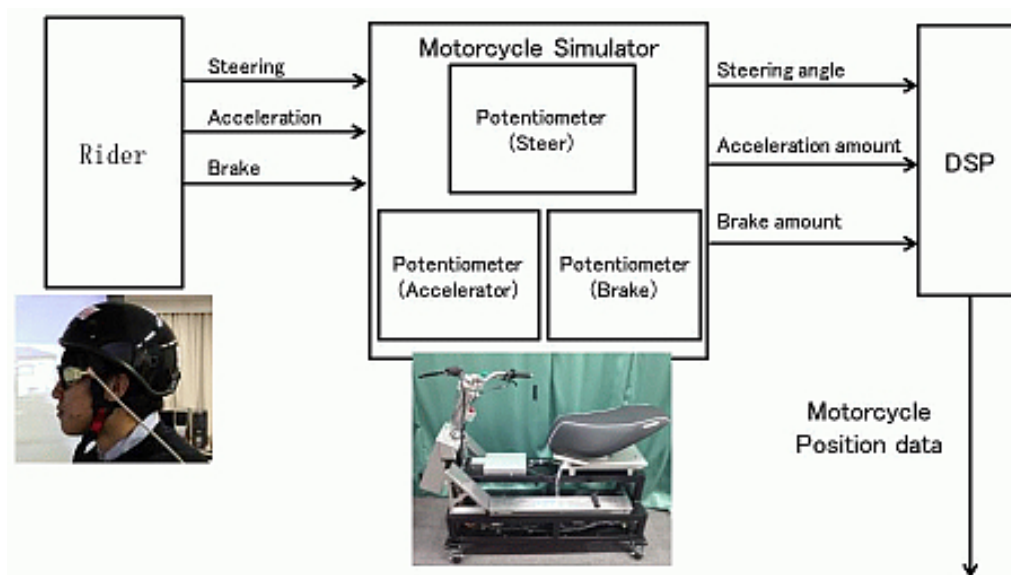 Rider
Steering
Acceleration
Brake
Motorcycle Simulator
Potentiometer
(Steer)
Potentiometer
(Accelerator)
Potentiometer
(Brake)
Steering angle
Acceleration amount
Brake amount
DSP
Motorcycle
Position data